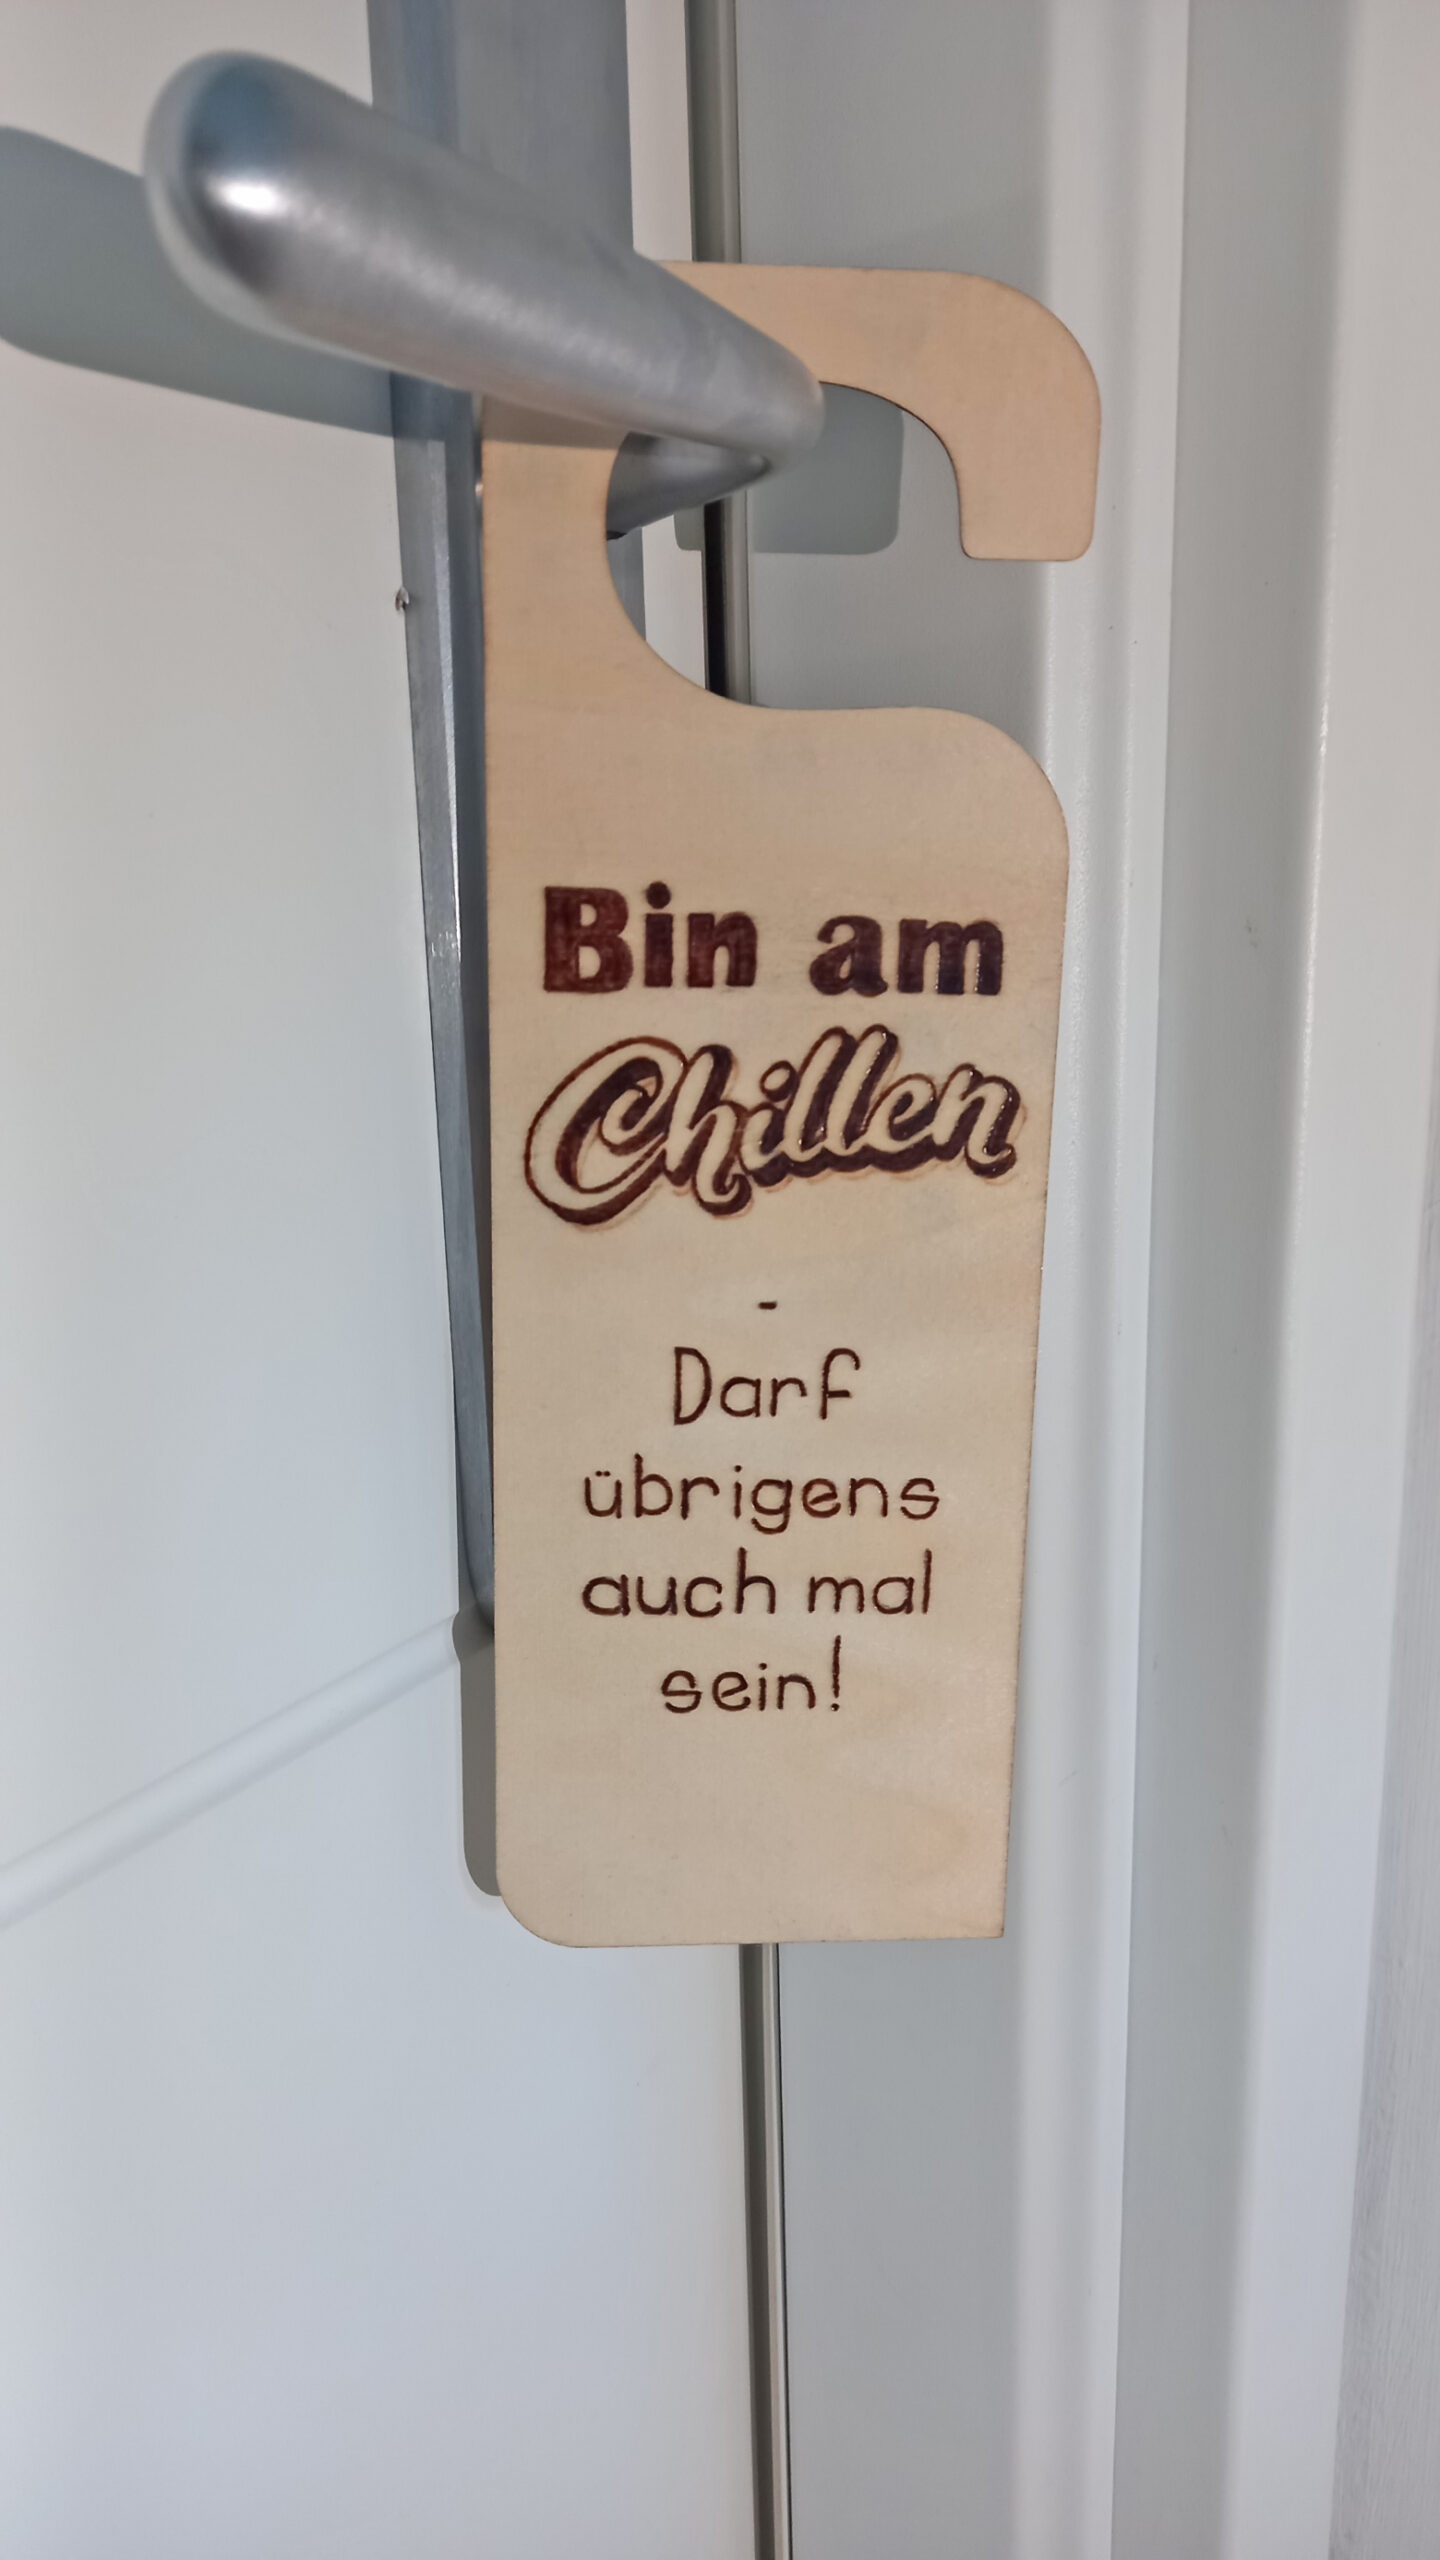 Bin am
Chillen
-
Darf
übrigens
auch mal
sein!